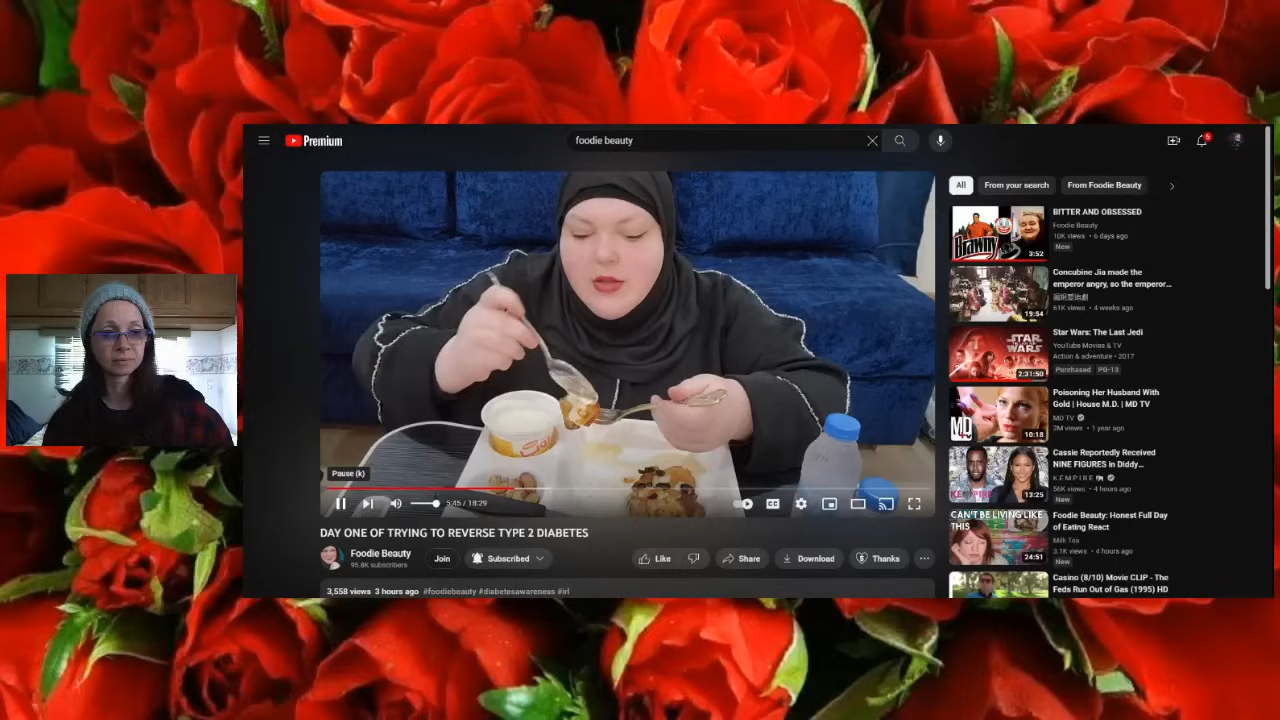 Premium
foodie beauty
5
All
From your search
From Foodie Beauty
BITTER AND OBSESSED
Foodie Beauty
10K views • 6 days ago
New
Brawny
3:52
Concubine Jia made the
emperor angry, so the emperor...
61K views • 4 weeks ago
19:54
Star Wars: The Last Jedi
YouTube Movies & TV
Action & adventure • 2017
Purchased
PG-13
STAR
WARS
2:31:50
Poisoning Her Husband With
Gold | House M.D. | MD TV
MD TV
2M views • 1 year ago
MD
10:18
Cassie Reportedly Received
NINE FIGURES in Diddy...
KEMPIRE
56K views • 4 hours ago
New
13:25
Foodie Beauty: Honest Full Day
of Eating React
Milk Tea
3.1K views • 4 hours ago
New
CAN'T BE LIVING LIKE
THIS
24:51
Casino (8/10) Movie CLIP - The
Feds Run Out of Gas (1995) HD
Pause (k)
5:45 / 18:29
CC
DAY ONE OF TRYING TO REVERSE TYPE 2 DIABETES
Foodie Beauty
95.8K subscribers
Join
Subscribed
Like
Share
Download
Thanks
3,558 views 3 hours ago #foodiebeauty #diabetesawareness #irl